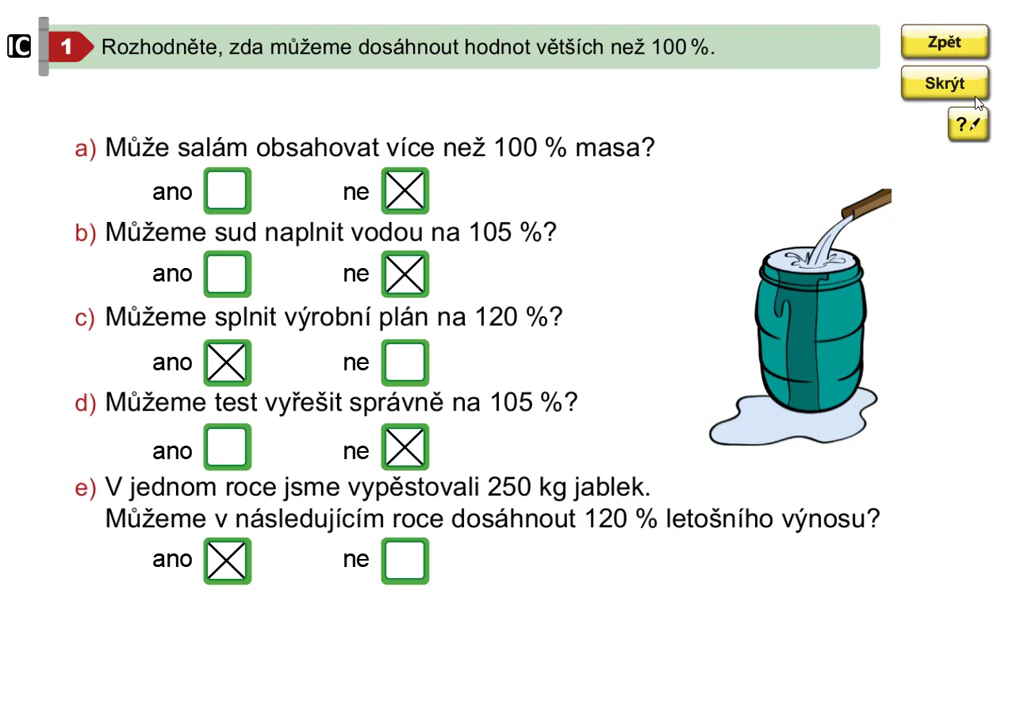 IC 1 Rozhodněte, zda můžeme dosáhnout hodnot větších než 100 %.
Zpět
Skrýt
?
a) Může salám obsahovat více než 100 % masa?
ano ne
b) Můžeme sud naplnit vodou na 105 %?
ano ne
c) Můžeme splnit výrobní plán na 120 %?
ano ne
d) Můžeme test vyřešit správně na 105 %?
ano ne
e) V jednom roce jsme vypěstovali 250 kg jablek.
Můžeme v následujícím roce dosáhnout 120 % letošního výnosu?
ano ne